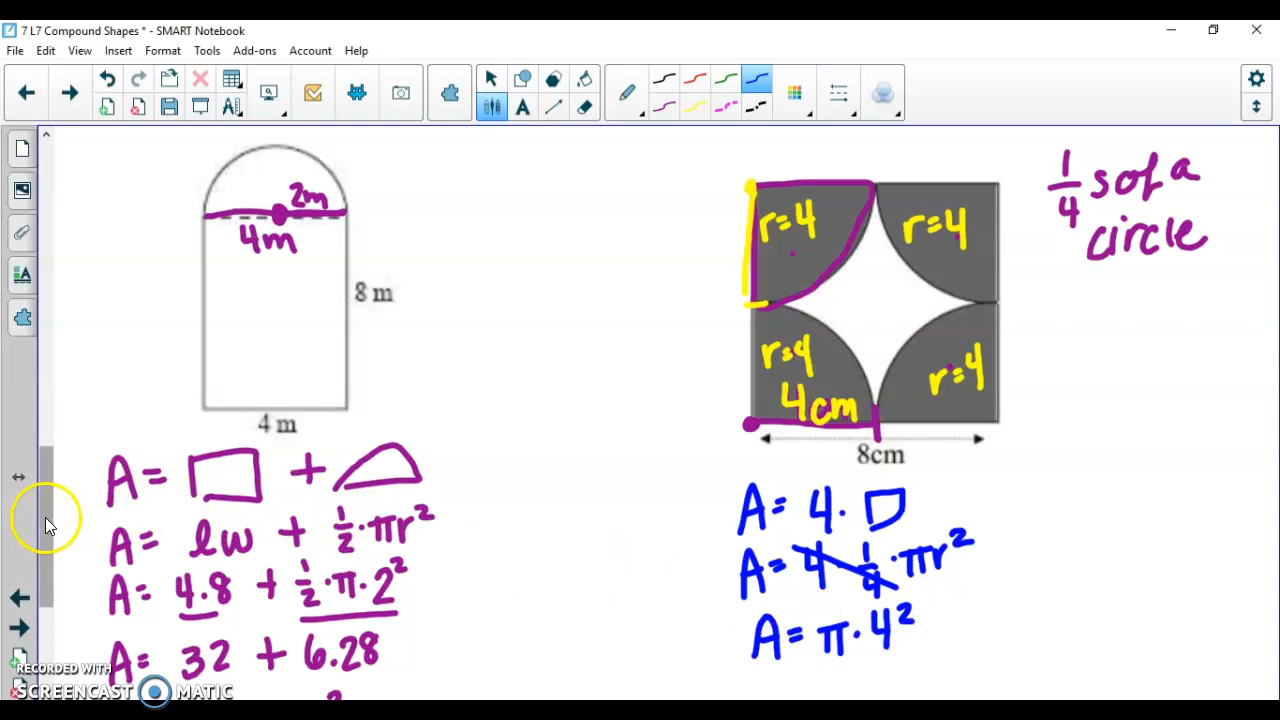 7 L7 Compound Shapes * - SMART Notebook
File Edit View Insert Format Tools Add-ons Account Help
2m
4m
8 m
4 m
A= +
A= lw + 1/2 · πr²
A= 4.8 + 1/2 · π · 2²
A= 32 + 6.28
r=4
r=4
r=4
4cm
r=4
8cm
1/4 s of a
circle
A= 4 ·
A= 4 · 1/4 · πr²
A= π · 4²
RECORDED WITH
SCREENCAST MATIC